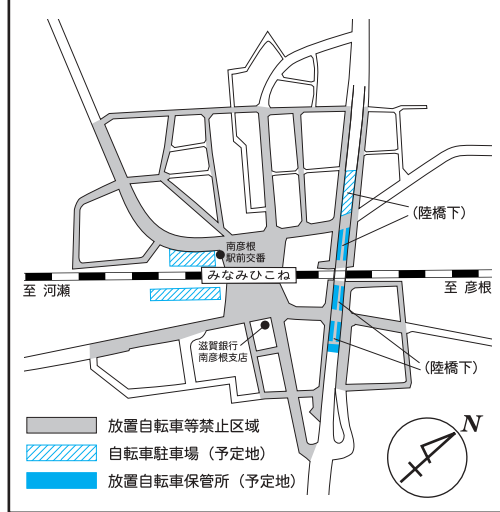 (陸橋下)
南彦根
駅前交番
みなみひこね
至 河瀬
至 彦根
滋賀銀行
南彦根支店
(陸橋下)
放置自転車等禁止区域
自転車駐車場（予定地）
放置自転車保管所（予定地）
N